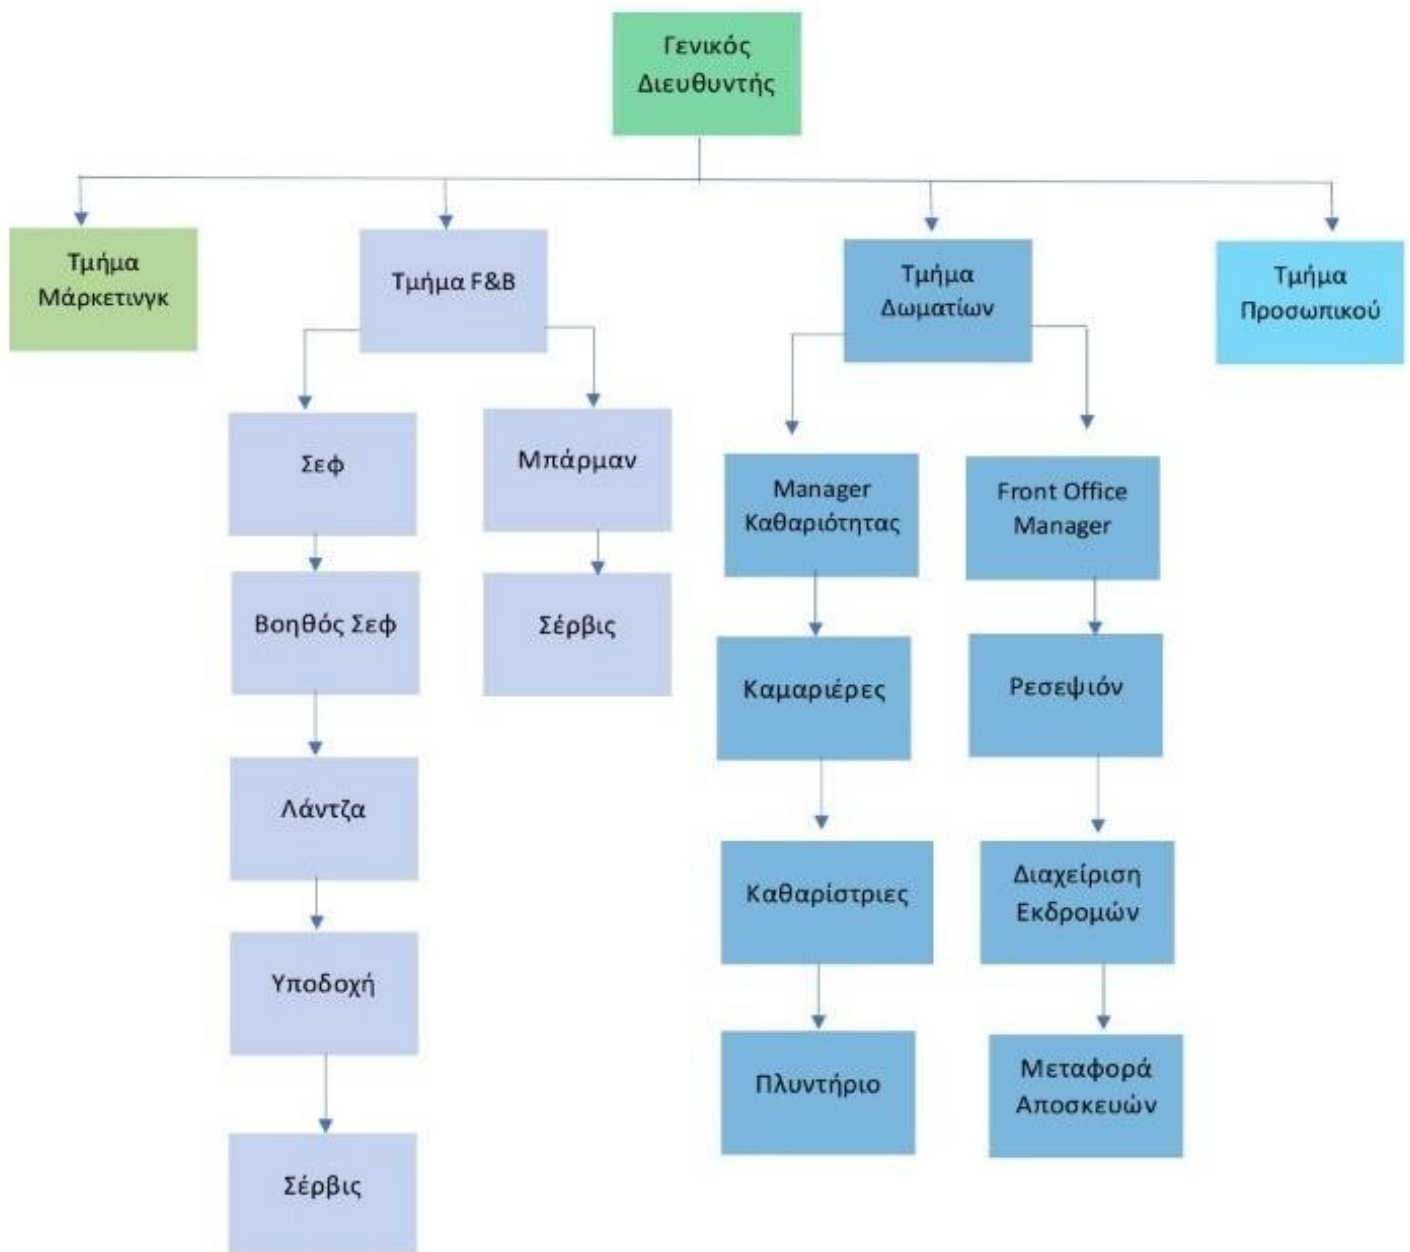 Γενικός
Διευθυντής
Τμήμα
Μάρκετινγκ
Τμήμα F&B
Τμήμα
Δωματίων
Τμήμα
Προσωπικού
Σεφ
Μπάρμαν
Manager
Καθαριότητας
Front Office
Manager
Βοηθός Σεφ
Σέρβις
Καμαριέρες
Ρεσεψιόν
Λάντζα
Καθαρίστριες
Διαχείριση
Εκδρομών
Υποδοχή
Πλυντήριο
Μεταφορά
Αποσκευών
Σέρβις